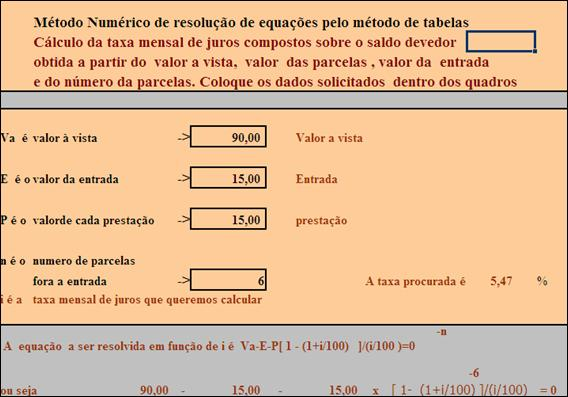 Método Numérico de resolução de equações pelo método de tabelas
Cálculo da taxa mensal de juros compostos sobre o saldo devedor
obtida a partir do valor a vista, valor das parcelas , valor da entrada
e do número da parcelas. Coloque os dados solicitados dentro dos quadros
Va é valor à vista -> 90,00 Valor a vista
E é o valor da entrada -> 15,00 Entrada
P é o valorde cada prestação -> 15,00 prestação
n é o numero de parcelas
fora a entrada -> 6 A taxa procurada é 5,47 %
i é a taxa mensal de juros que queremos calcular
-n
A equação a ser resolvida em função de i é Va-E-P[ 1 - (1+i/100) ]/(i/100 )=0
-6
ou seja 90,00 - 15,00 - 15,00 x [ 1- (1+i/100) ]/(i/100) = 0